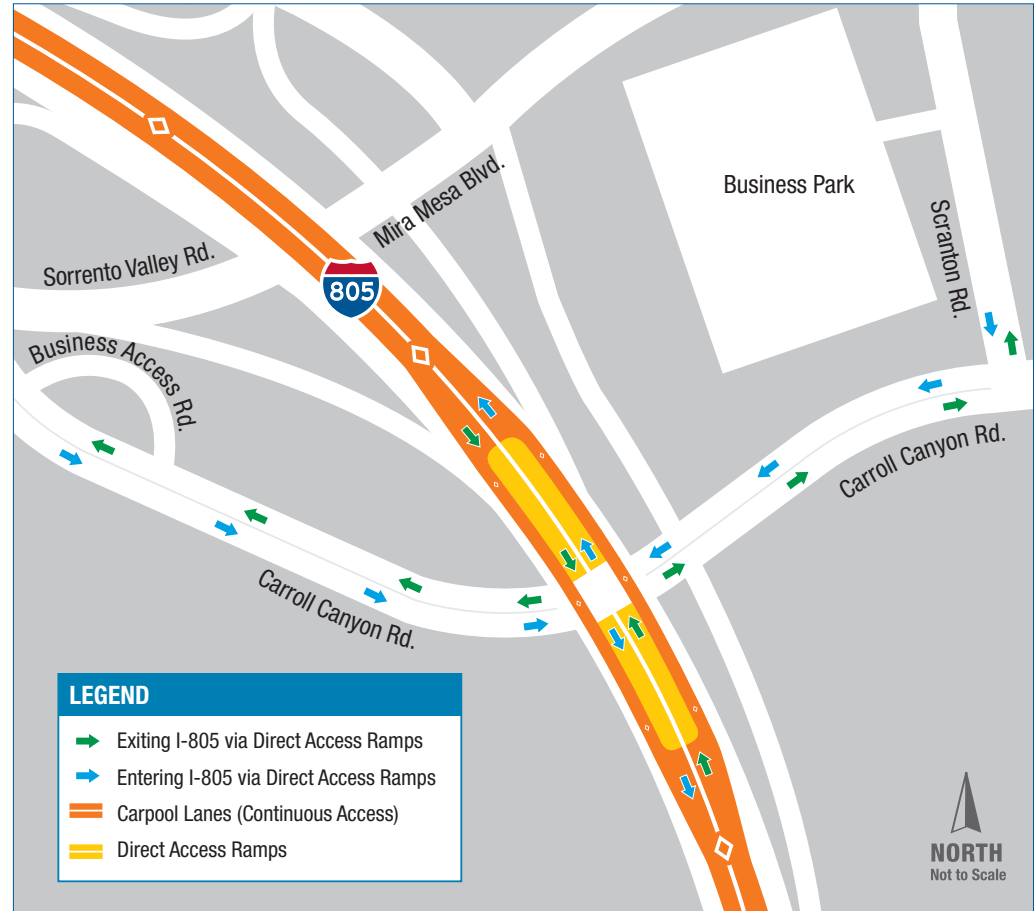 Business Park
Mira Mesa Blvd.
Scranton Rd.
Sorrento Valley Rd.
805
Business Access Rd.
Carroll Canyon Rd.
Carroll Canyon Rd.
LEGEND
Exiting I-805 via Direct Access Ramps
Entering I-805 via Direct Access Ramps
Carpool Lanes (Continuous Access)
Direct Access Ramps
NORTH
Not to Scale